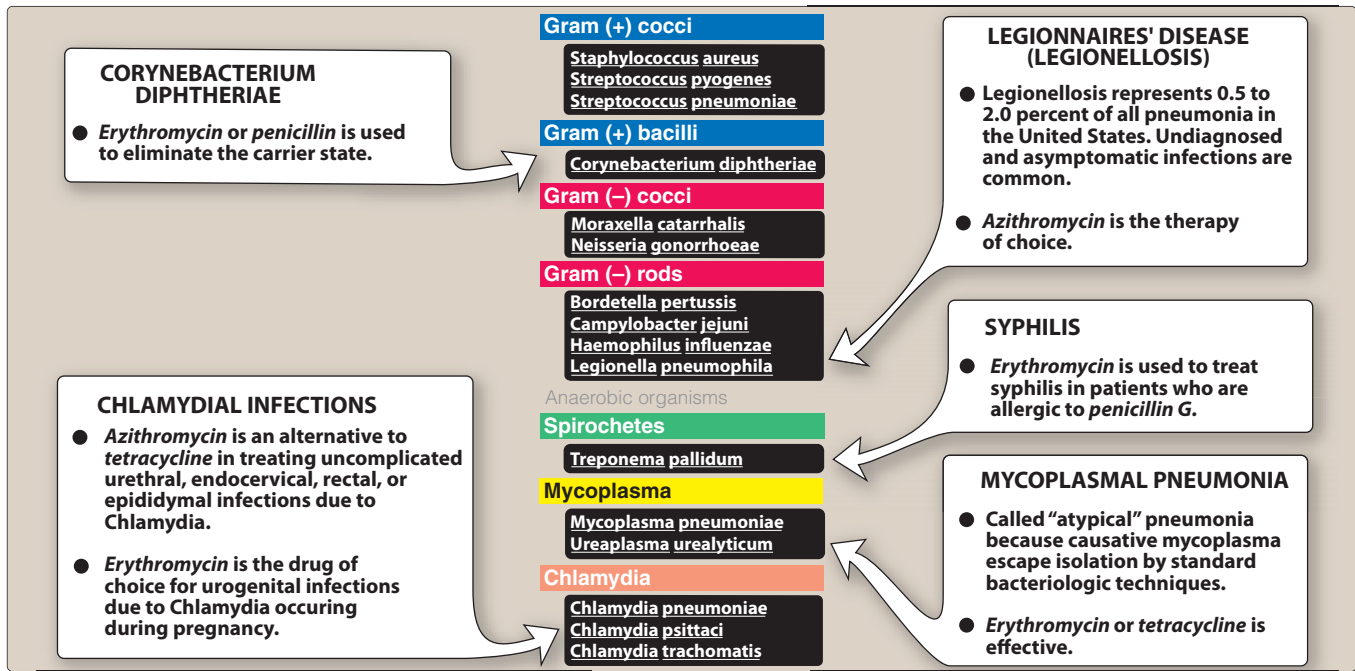 CORYNEBACTERIUM
DIPHTHERIAE
● Erythromycin or penicillin is used
to eliminate the carrier state.
CHLAMYDIAL INFECTIONS
● Azithromycin is an alternative to
tetracycline in treating uncomplicated
urethral, endocervical, rectal, or
epididymal infections due to
Chlamydia.
● Erythromycin is the drug of
choice for urogenital infections
due to Chlamydia occuring
during pregnancy.
Gram (+) cocci
Staphylococcus aureus
Streptococcus pyogenes
Streptococcus pneumoniae
Gram (+) bacilli
Corynebacterium diphtheriae
Gram (–) cocci
Moraxella catarrhalis
Neisseria gonorrhoeae
Gram (–) rods
Bordetella pertussis
Campylobacter jejuni
Haemophilus influenzae
Legionella pneumophila
Anaerobic organisms
Spirochetes
Treponema pallidum
Mycoplasma
Mycoplasma pneumoniae
Ureaplasma urealyticum
Chlamydia
Chlamydia pneumoniae
Chlamydia psittaci
Chlamydia trachomatis
LEGIONNAIRES' DISEASE
(LEGIONELLOSIS)
● Legionellosis represents 0.5 to
2.0 percent of all pneumonia in
the United States. Undiagnosed
and asymptomatic infections are
common.
● Azithromycin is the therapy
of choice.
SYPHILIS
● Erythromycin is used to treat
syphilis in patients who are
allergic to penicillin G.
MYCOPLASMAL PNEUMONIA
● Called “atypical” pneumonia
because causative mycoplasma
escape isolation by standard
bacteriologic techniques.
● Erythromycin or tetracycline is
effective.